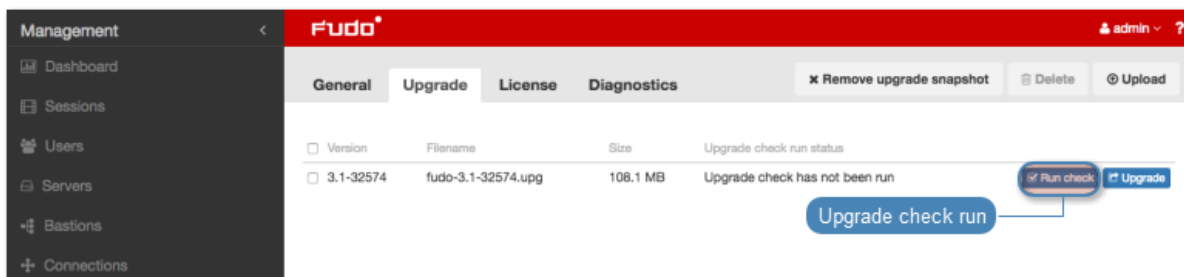 Management <
Fudo
admin ?
Dashboard
Sessions
Users
Servers
Bastions
Connections
General Upgrade License Diagnostics
Remove upgrade snapshot Delete Upload
Version Filename Size Upgrade check run status
3.1-32574 fudo-3.1-32574.upg 108.1 MB Upgrade check has not been run Run check Upgrade
Upgrade check run